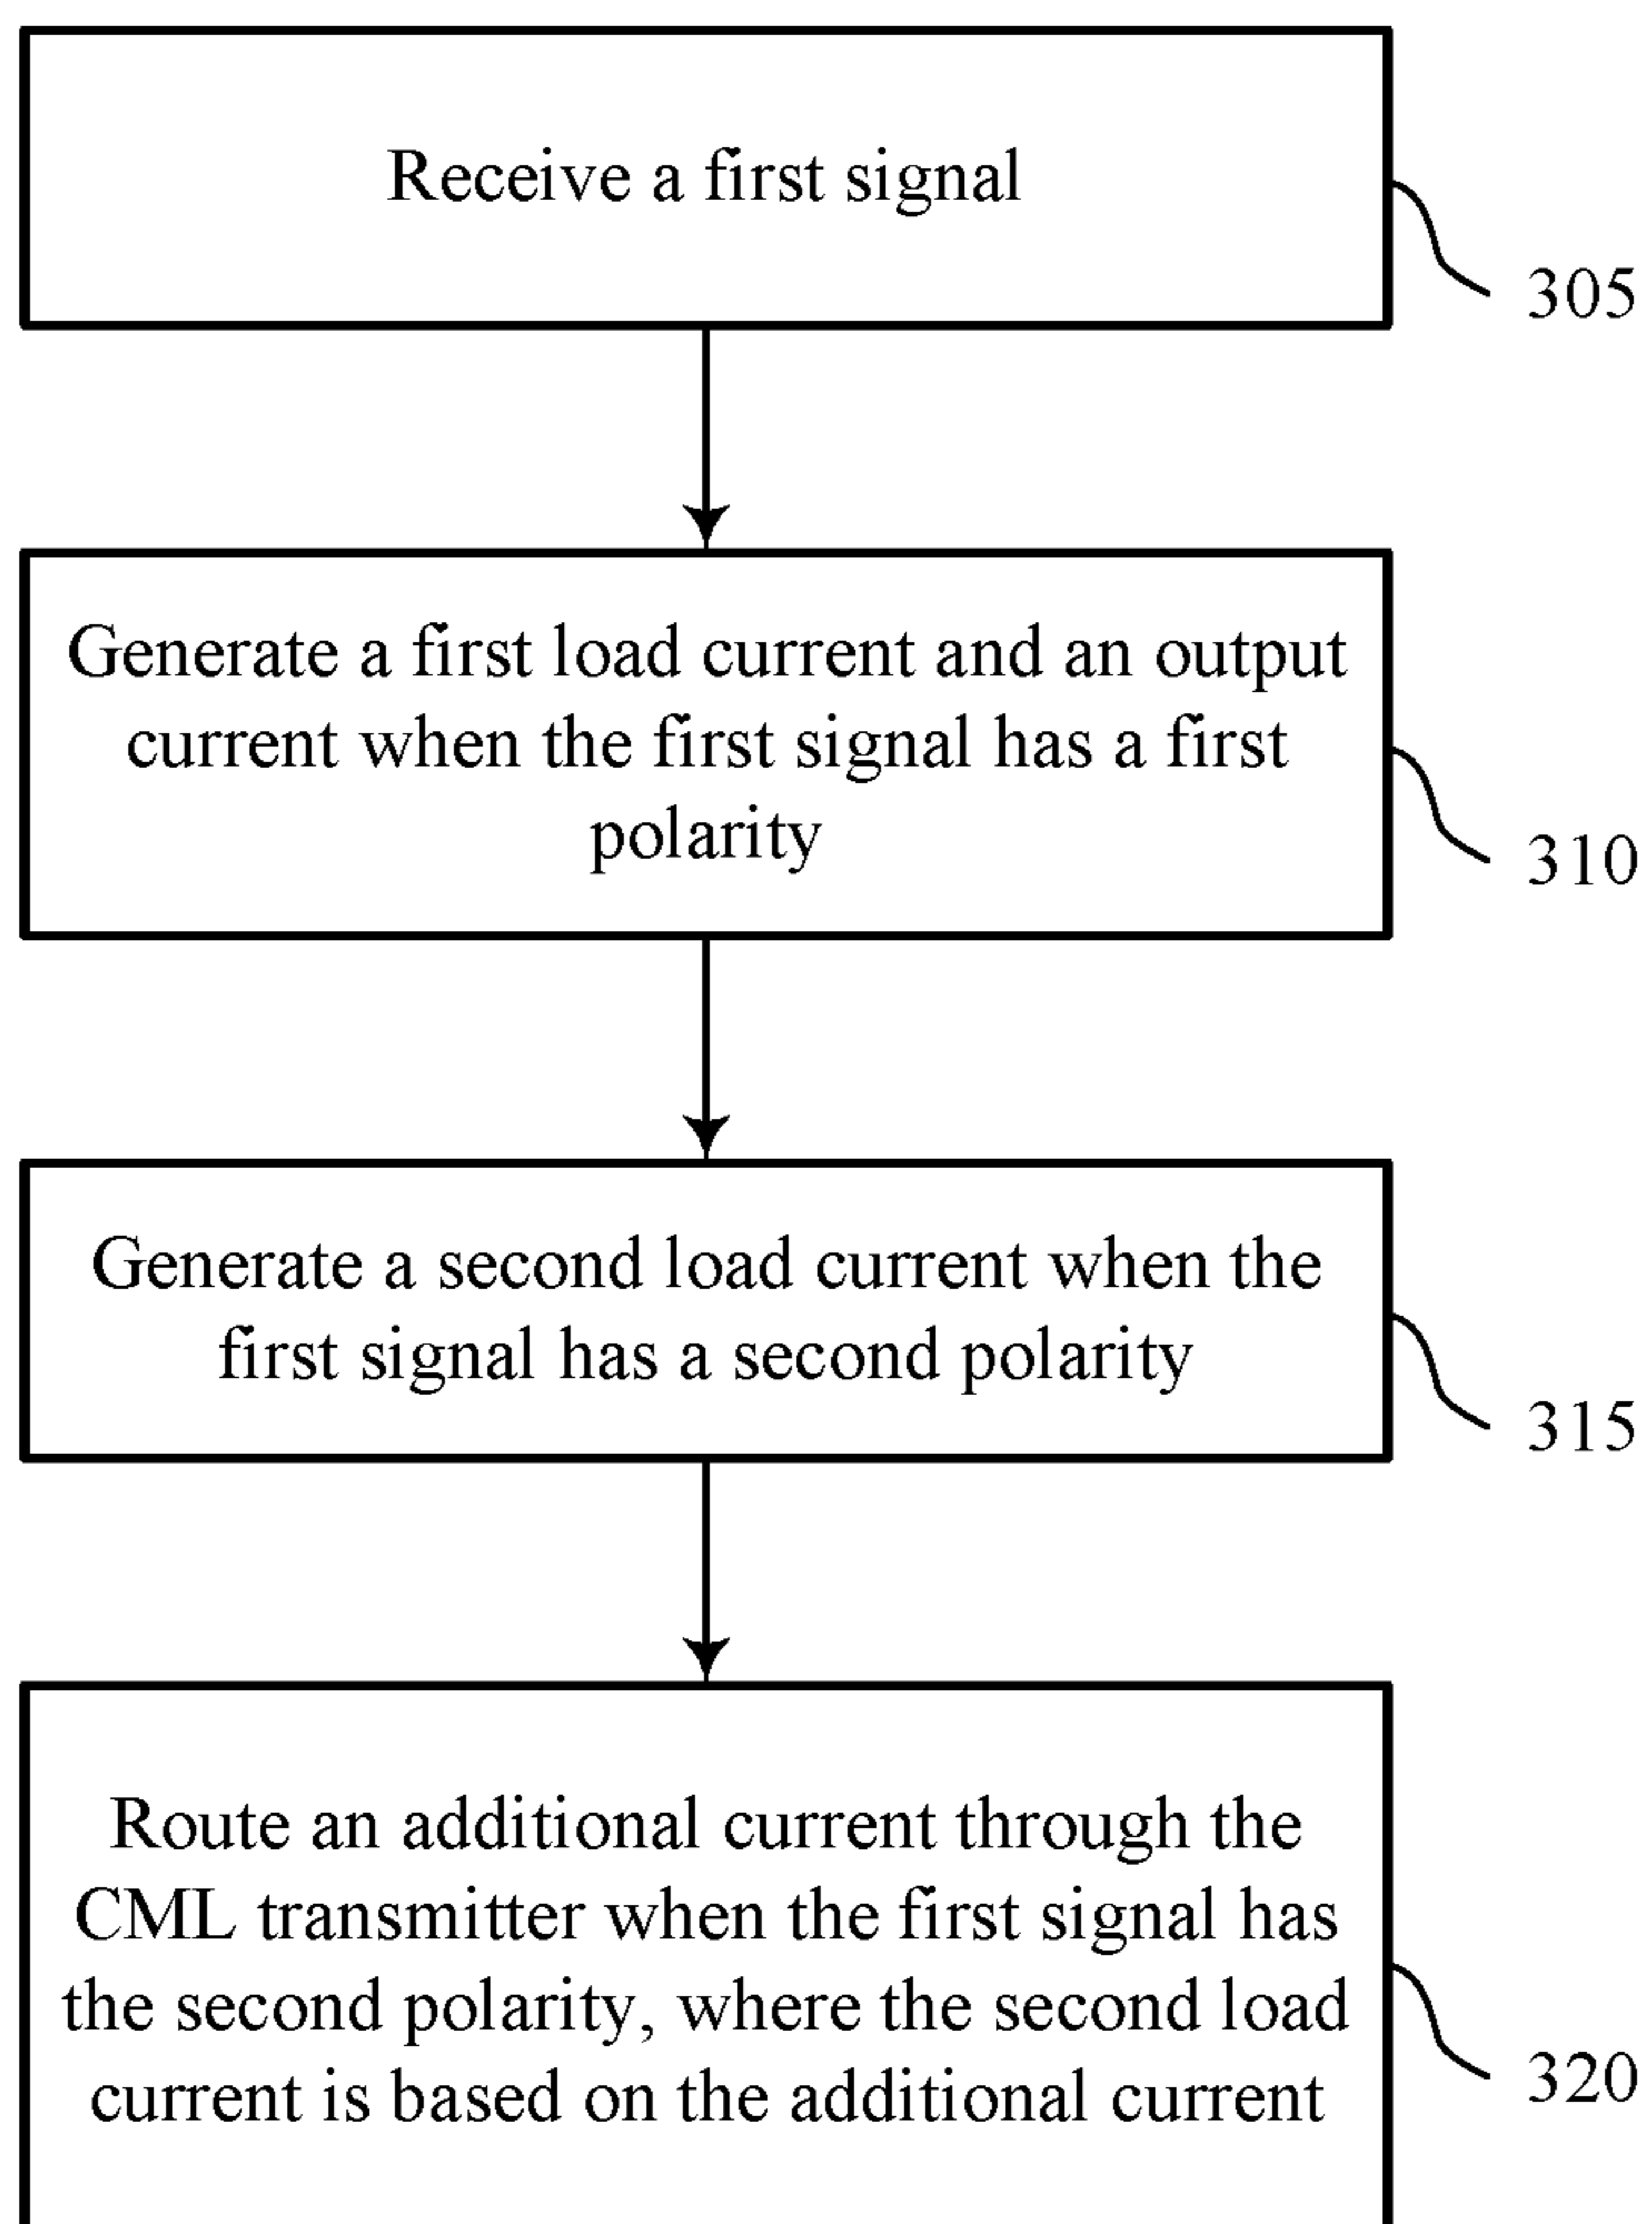 Receive a first signal
305
Generate a first load current and an output
current when the first signal has a first
polarity
310
Generate a second load current when the
first signal has a second polarity
315
Route an additional current through the
CML transmitter when the first signal has
the second polarity, where the second load
current is based on the additional current
320